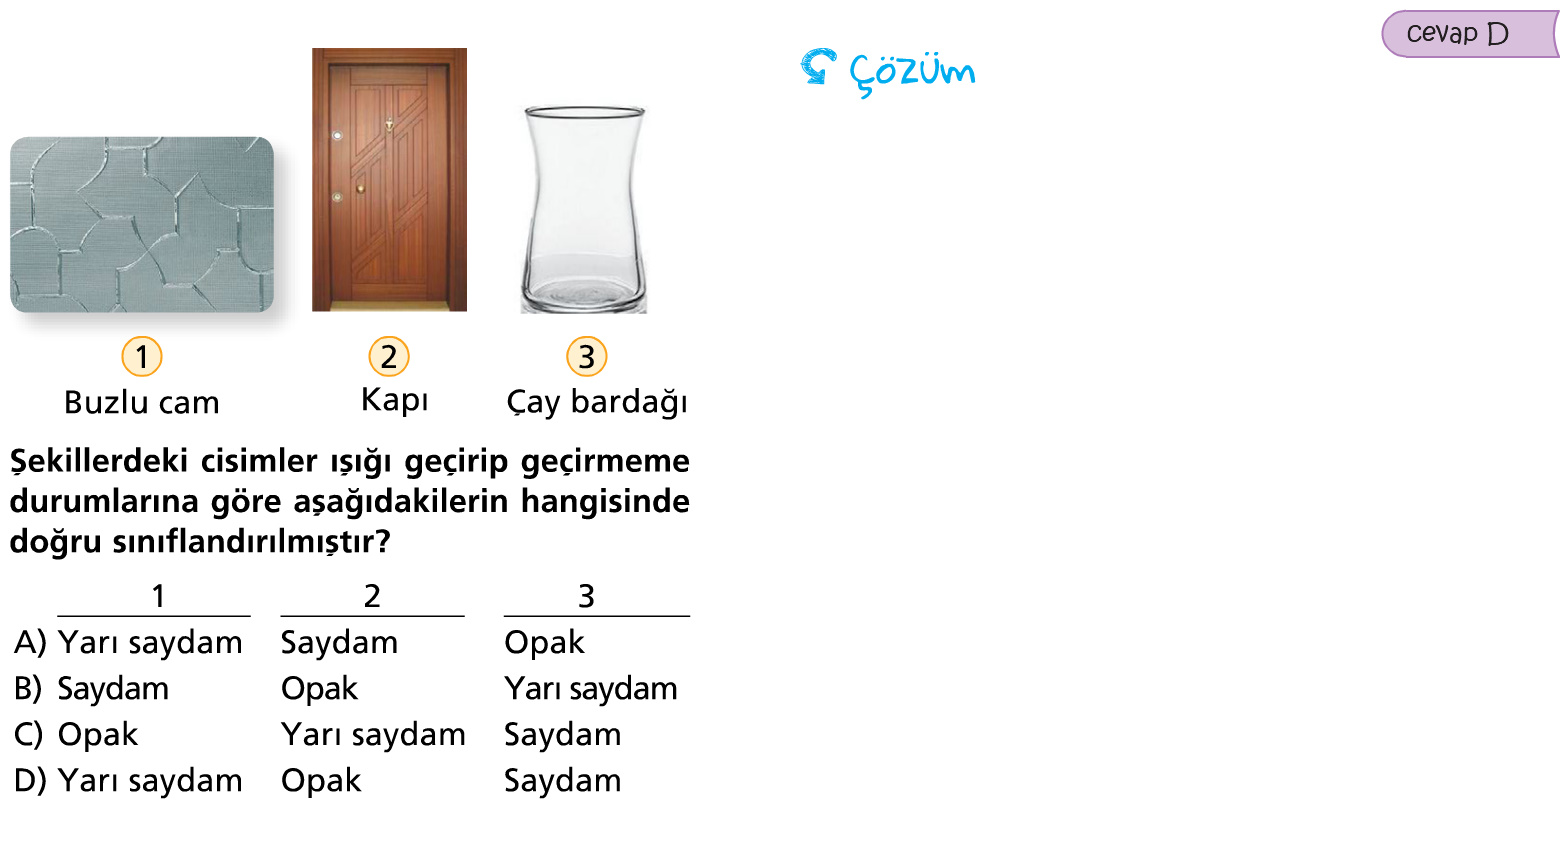 1
2
3
Buzlu cam
Kapı
Çay bardağı
Şekillerdeki cisimler ışığı geçirip geçirmeme
durumlarına göre aşağıdakilerin hangisinde
doğru sınıflandırılmıştır?
1 2 3
A) Yarı saydam Saydam Opak
B) Saydam Opak Yarı saydam
C) Opak Yarı saydam Saydam
D) Yarı saydam Opak Saydam
Çözüm
cevap D